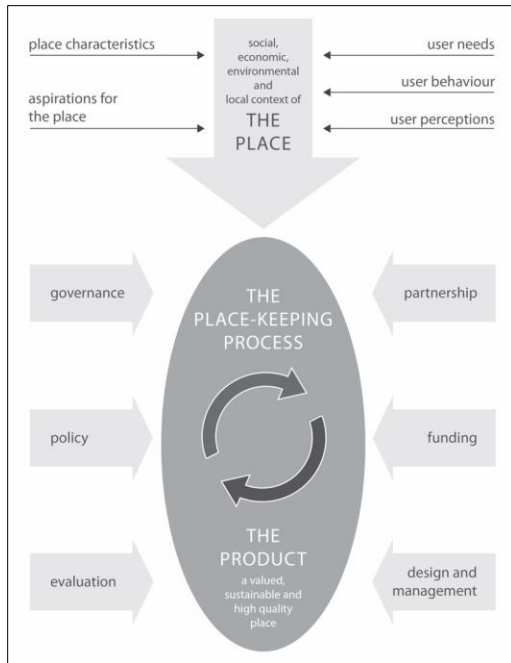 place characteristics
aspirations for
the place
social,
economic,
environmental
and
local context of
THE
PLACE
user needs
user behaviour
user perceptions
governance
policy
evaluation
THE
PLACE-KEEPING
PROCESS
THE
PRODUCT
a valued,
sustainable and
high quality
place
partnership
funding
design and
management